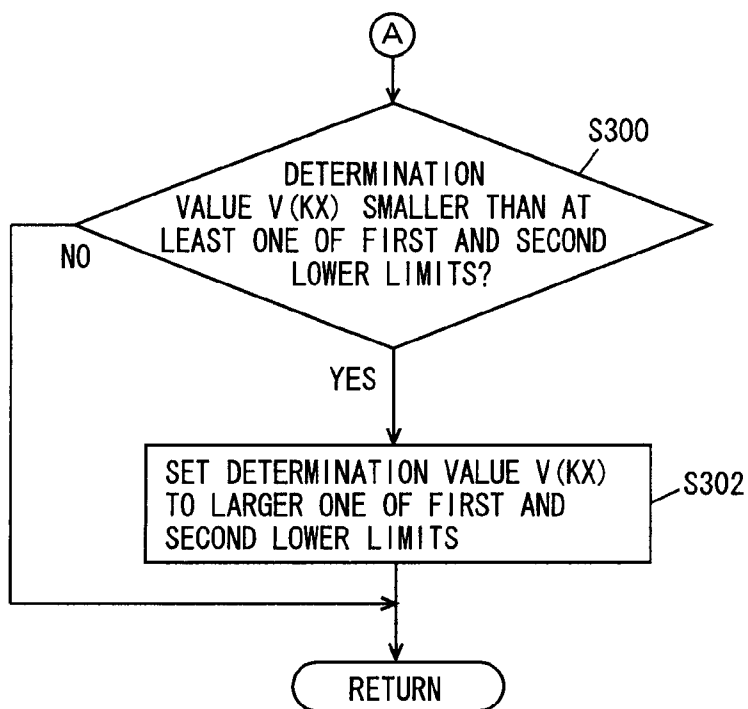 A
S300
DETERMINATION
VALUE V(KX) SMALLER THAN AT
LEAST ONE OF FIRST AND SECOND
LOWER LIMITS?
NO
YES
SET DETERMINATION VALUE V(KX)
TO LARGER ONE OF FIRST AND
SECOND LOWER LIMITS
S302
RETURN